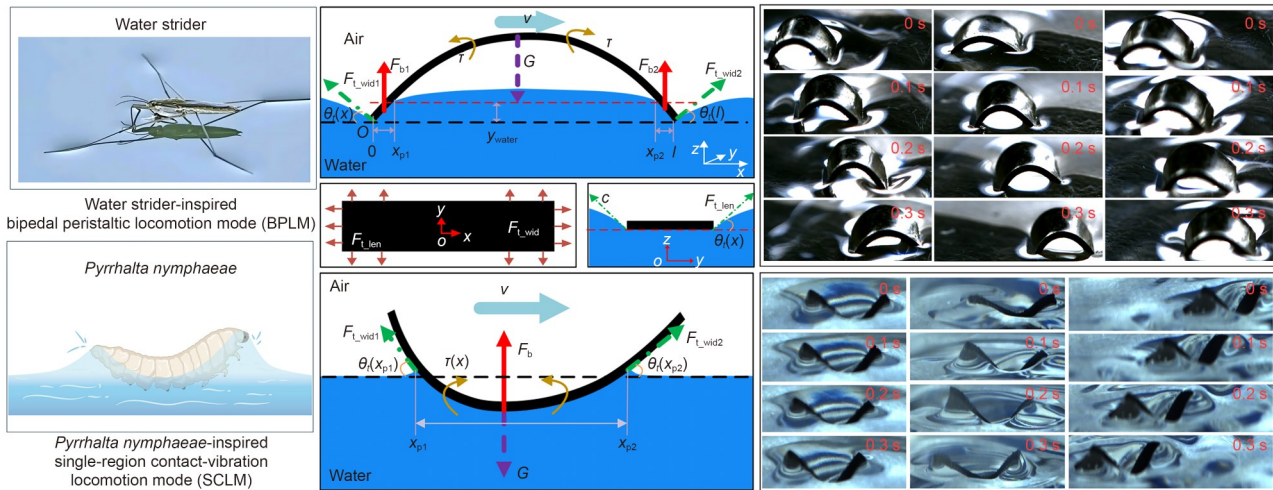 Water strider
Water strider-inspired
bipedal peristaltic locomotion mode (BPLM)
Pyrrhalta nymphaeae
Pyrrhalta nymphaeae-inspired
single-region contact-vibration
locomotion mode (SCLM)
Air
v
τ
τ
F_b1
G
F_b2
F_t_wid1
F_t_wid2
θ_t(x)
O
y_water
θ_t(l)
0
x_p1
x_p2
l
Water
z
y
x
y
F_t_len
o
x
F_t_wid
c
F_t_len
θ_t(x)
z
o
y
Air
v
F_t_wid1
F_b
F_t_wid2
θ_t(x_p1)
τ(x)
θ_t(x_p2)
x_p1
x_p2
Water
G
0 s
0 s
0 s
0.1 s
0.1 s
0.1 s
0.2 s
0.2 s
0.2 s
0.3 s
0.3 s
0.3 s
0 s
0 s
0 s
0.1 s
0.1 s
0.1 s
0.2 s
0.2 s
0.2 s
0.3 s
0.3 s
0.3 s